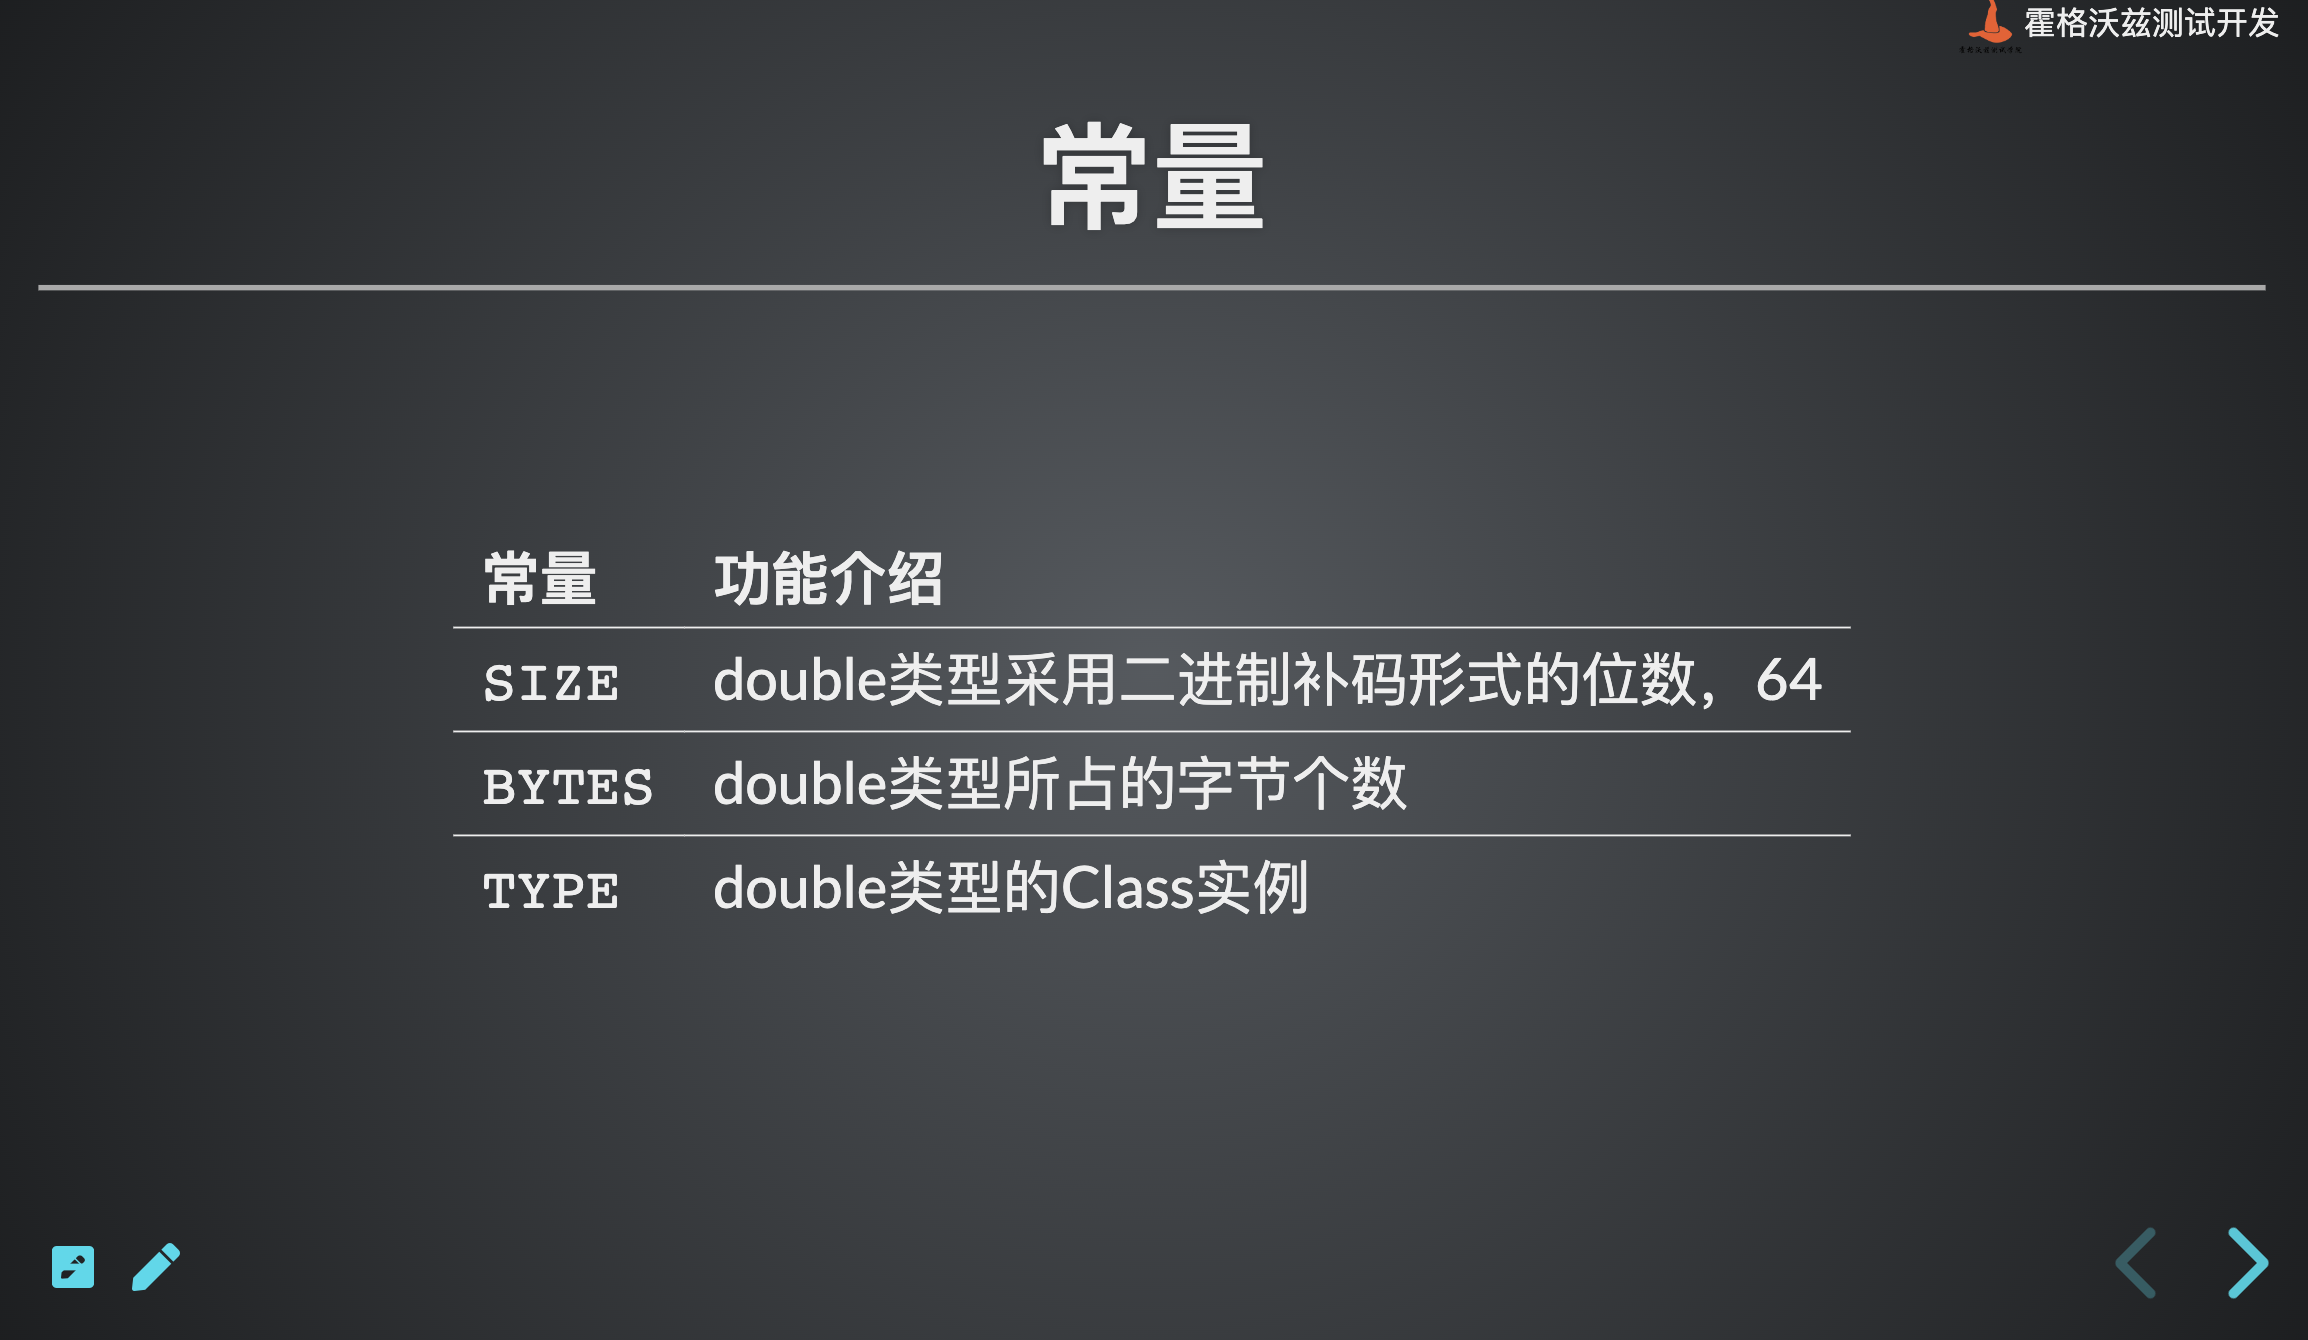 霍格沃兹测试开发
常量
常量 功能介绍
SIZE double类型采用二进制补码形式的位数，64
BYTES double类型所占的字节个数
TYPE double类型的Class实例